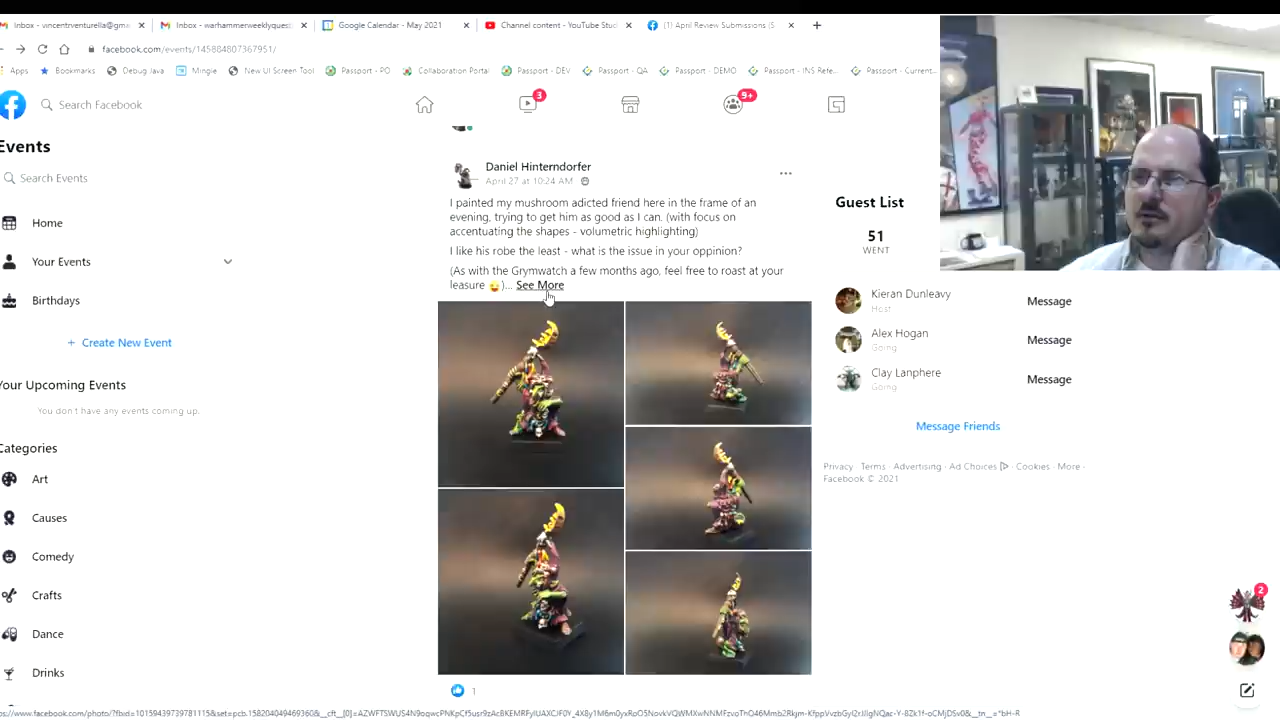 Inbox - vincentrventurella@gm
Inbox - warhammerweeklyques
Google Calendar - May 2021
Channel content - YouTube Stud
(1) April Review Submissions (S
facebook.com/events/145884807367951/
Apps
Bookmarks
Debug Java
Mingle
New UI Screen Tool
Passport - PO
Collaboration Portal
Passport - DEV
Passport - QA
Passport - DEMO
Passport - INS Refe...
Passport - Current...
Search Facebook
3
9+
Events
Search Events
Home
Your Events
Birthdays
+ Create New Event
Your Upcoming Events
You don't have any events coming up.
Categories
Art
Causes
Comedy
Crafts
Dance
Drinks
Daniel Hinterndorfer
April 27 at 10:24 AM
I painted my mushroom adicted friend here in the frame of an
evening, trying to get him as good as I can. (with focus on
accentuating the shapes - volumetric highlighting)
I like his robe the least - what is the issue in your oppinion?
(As with the Grymwatch a few months ago, feel free to roast at your
leasure )... See More
1
Guest List
51
WENT
Kieran Dunleavy
Host
Message
Alex Hogan
Going
Message
Clay Lanphere
Going
Message
Message Friends
Privacy · Terms · Advertising · Ad Choices · Cookies · More ·
Facebook © 2021
2